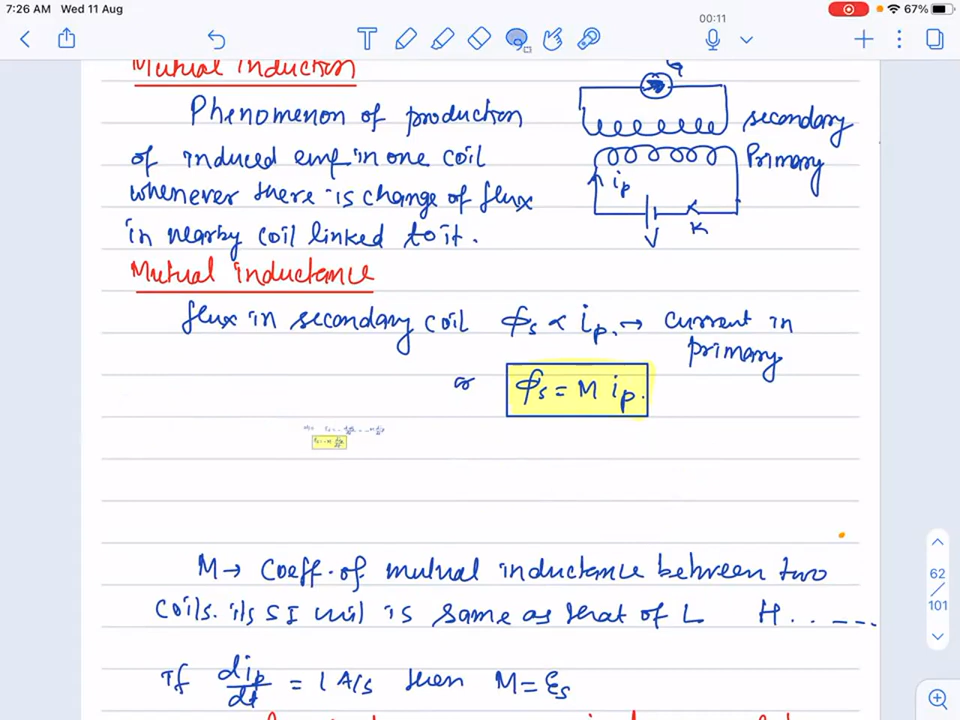 7:26 AM Wed 11 Aug
67%
00:11
Mutual Induction
Phenomenon of production
of induced emf in one coil
whenever there is change of flux
in nearby coil linked to it.
G
secondary
Primary
ip
V
K
Mutual inductance
flux in secondary coil ϕs ∝ ip → current in
primary
or ϕs = M ip.
M → Coeff. of mutual inductance between two
Coils. its SI unit is same as that of L H. . ---
If dip/dt = 1 A/s then M = Ɛs
62
/
101